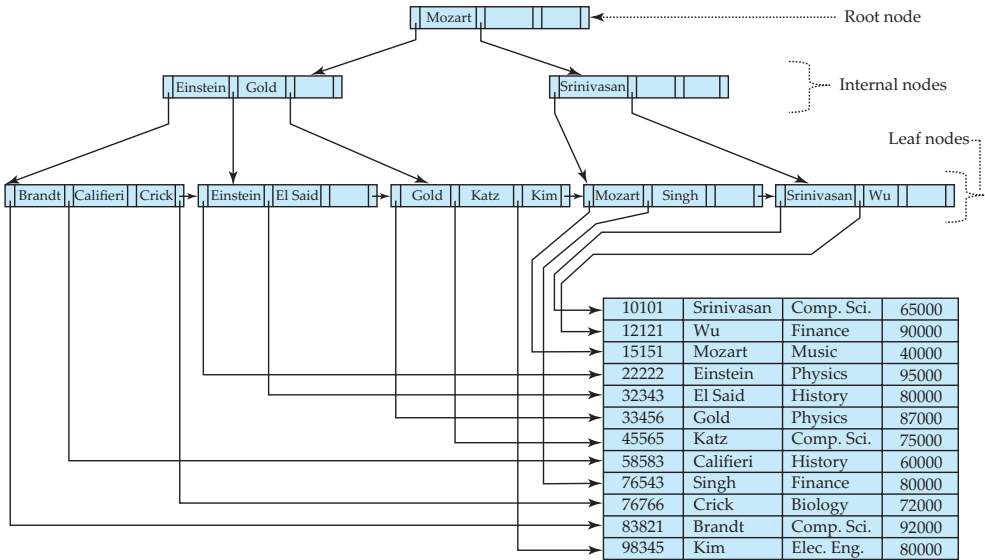 Mozart
Root node
Einstein Gold
Srinivasan
Internal nodes
Leaf nodes
Brandt Califieri Crick
Einstein El Said
Gold Katz Kim
Mozart Singh
Srinivasan Wu
10101 Srinivasan Comp. Sci. 65000
12121 Wu Finance 90000
15151 Mozart Music 40000
22222 Einstein Physics 95000
32343 El Said History 80000
33456 Gold Physics 87000
45565 Katz Comp. Sci. 75000
58583 Califieri History 60000
76543 Singh Finance 80000
76766 Crick Biology 72000
83821 Brandt Comp. Sci. 92000
98345 Kim Elec. Eng. 80000